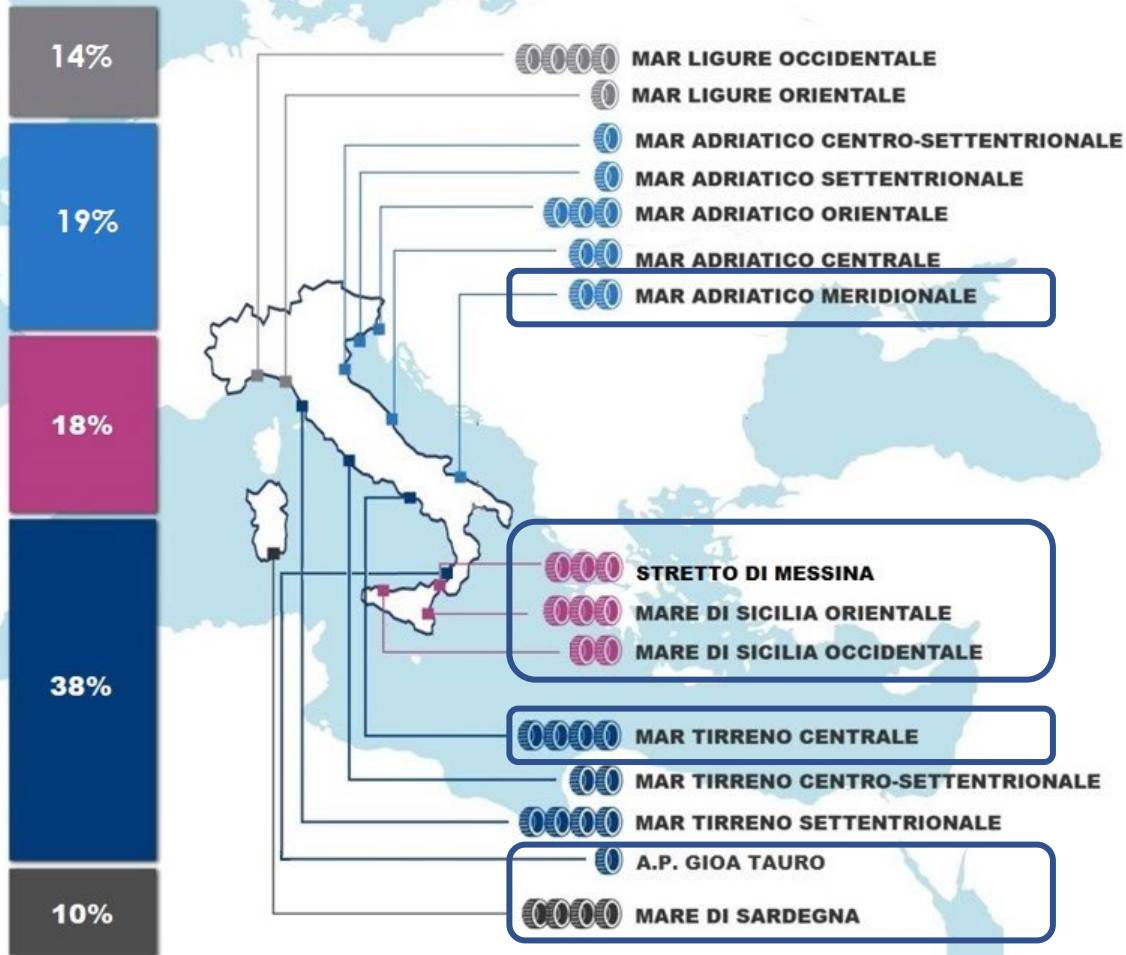 14%
MAR LIGURE OCCIDENTALE
MAR LIGURE ORIENTALE
19%
MAR ADRIATICO CENTRO-SETTENTRIONALE
MAR ADRIATICO SETTENTRIONALE
MAR ADRIATICO ORIENTALE
MAR ADRIATICO CENTRALE
MAR ADRIATICO MERIDIONALE
18%
STRETTO DI MESSINA
MARE DI SICILIA ORIENTALE
MARE DI SICILIA OCCIDENTALE
38%
MAR TIRRENO CENTRALE
MAR TIRRENO CENTRO-SETTENTRIONALE
MAR TIRRENO SETTENTRIONALE
A.P. GIOA TAURO
10%
MARE DI SARDEGNA